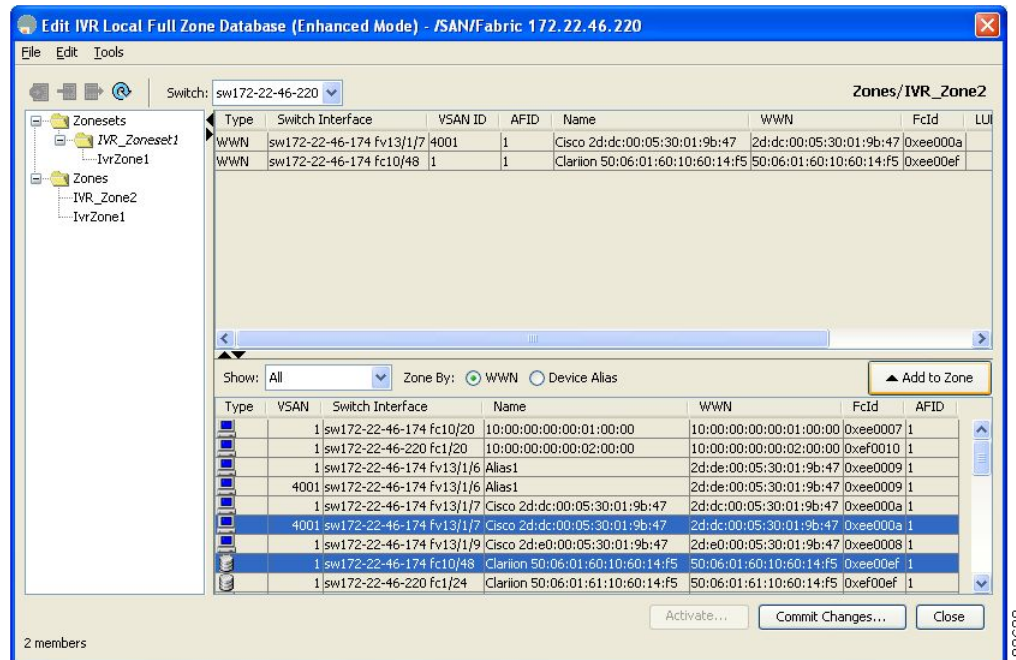 Edit IVR Local Full Zone Database (Enhanced Mode) - /SAN/Fabric 172.22.46.220
File Edit Tools
Switch: sw172-22-46-220 Zones/IVR_Zone2
Zonesets
IVR_Zoneset1
IvrZone1
Zones
IVR_Zone2
IvrZone1
Type Switch Interface VSAN ID AFID Name WWN FcId LU
WWN sw172-22-46-174 fv13/1/7 4001 1 Cisco 2d:dc:00:05:30:01:9b:47 2d:dc:00:05:30:01:9b:47 0xee000a
WWN sw172-22-46-174 fc10/48 1 1 Clariion 50:06:01:60:10:60:14:f5 50:06:01:60:10:60:14:f5 0xee00ef
Show: All Zone By: WWN Device Alias Add to Zone
Type VSAN Switch Interface Name WWN FcId AFID
1 sw172-22-46-174 fc10/20 10:00:00:00:00:01:00:00 10:00:00:00:00:01:00:00 0xee0007 1
1 sw172-22-46-220 fc1/20 10:00:00:00:00:02:00:00 10:00:00:00:00:02:00:00 0xef0010 1
1 sw172-22-46-174 fv13/1/6 Alias1 2d:de:00:05:30:01:9b:47 0xee0009 1
4001 sw172-22-46-174 fv13/1/6 Alias1 2d:de:00:05:30:01:9b:47 0xee0009 1
1 sw172-22-46-174 fv13/1/7 Cisco 2d:dc:00:05:30:01:9b:47 2d:dc:00:05:30:01:9b:47 0xee000a 1
4001 sw172-22-46-174 fv13/1/7 Cisco 2d:dc:00:05:30:01:9b:47 2d:dc:00:05:30:01:9b:47 0xee000a 1
1 sw172-22-46-174 fv13/1/9 Cisco 2d:e0:00:05:30:01:9b:47 2d:e0:00:05:30:01:9b:47 0xee0008 1
1 sw172-22-46-174 fc10/48 Clariion 50:06:01:60:10:60:14:f5 50:06:01:60:10:60:14:f5 0xee00ef 1
1 sw172-22-46-220 fc1/24 Clariion 50:06:01:61:10:60:14:f5 50:06:01:61:10:60:14:f5 0xef00ef 1
Activate... Commit Changes... Close
2 members